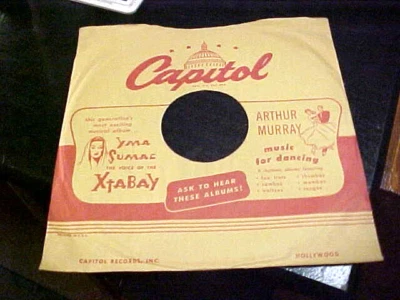 Capitol
this generation's
most exciting
musical album
YMA
SUMAC
THE VOICE OF THE
XTABAY
ARTHUR
MURRAY
music
for dancing
• fox trots
• rumbas
• waltzes
• sambas
• tangos
ASK TO HEAR
THESE ALBUMS!
CAPITOL RECORDS, INC.
HOLLYWOOD